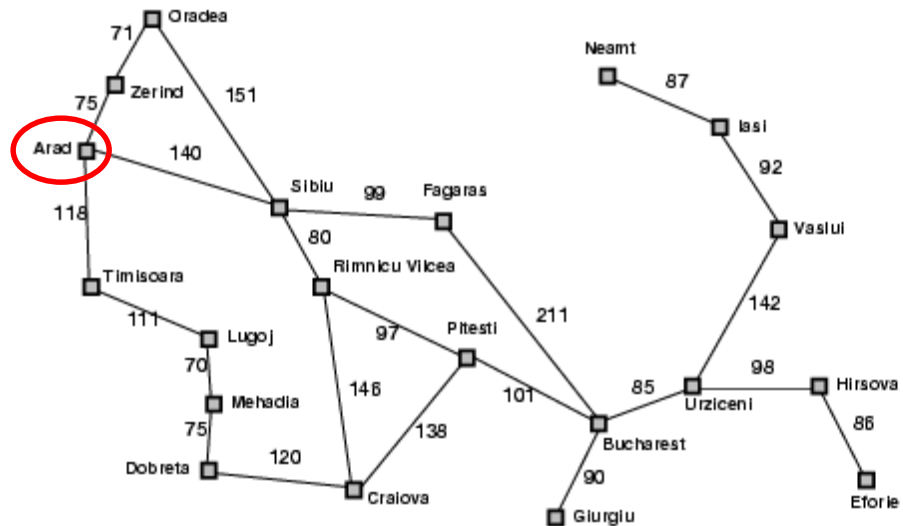 Oradea
71
Neamt
87
Zerind
151
75
Iasi
Arad
140
92
Sibiu
99
Fagaras
118
80
Vaslui
Timisoara
Rimnicu Vilcea
111
142
211
Lugoj
97
Pitesti
70
98
146
101
85
Hirsova
Mehadia
Urziceni
86
75
138
Bucharest
120
Dobreta
90
Craiova
Eforie
Giurgiu